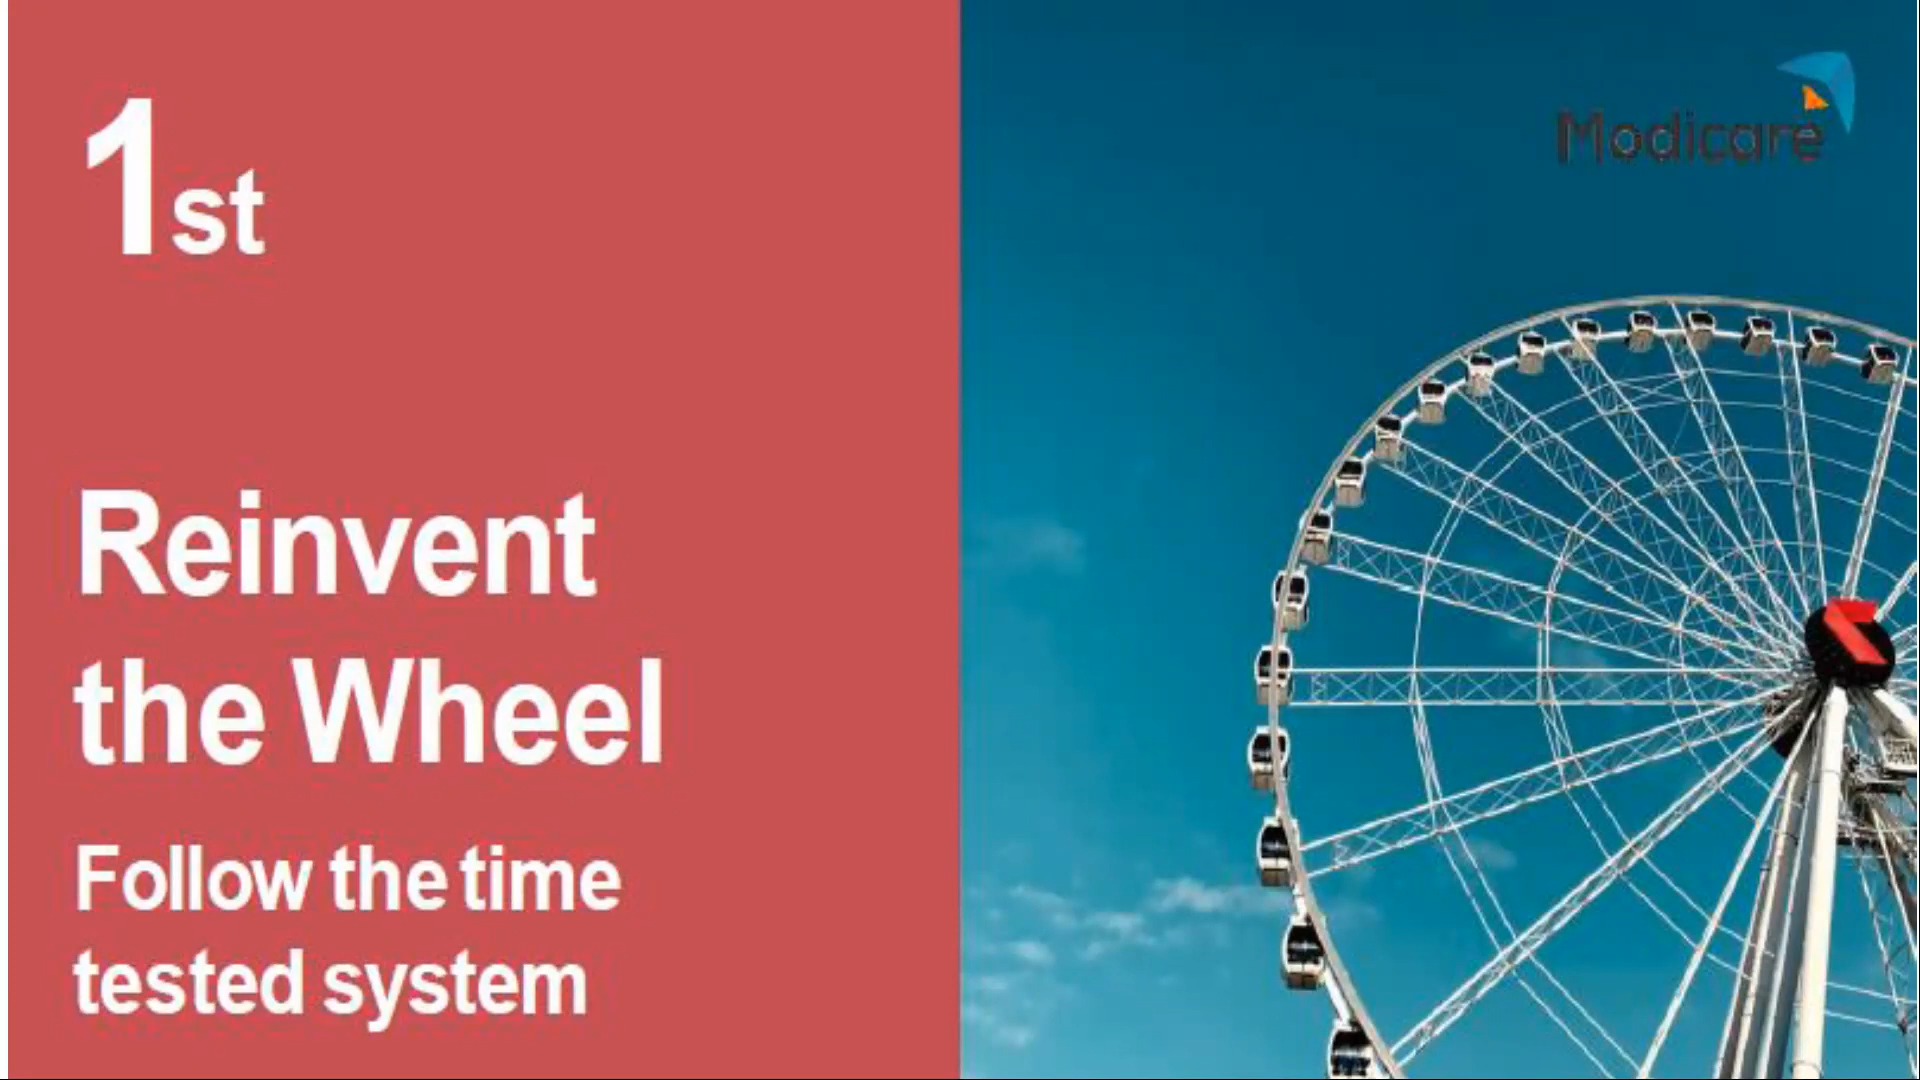 1st
Modicare
Reinvent
the Wheel
Follow the time
tested system